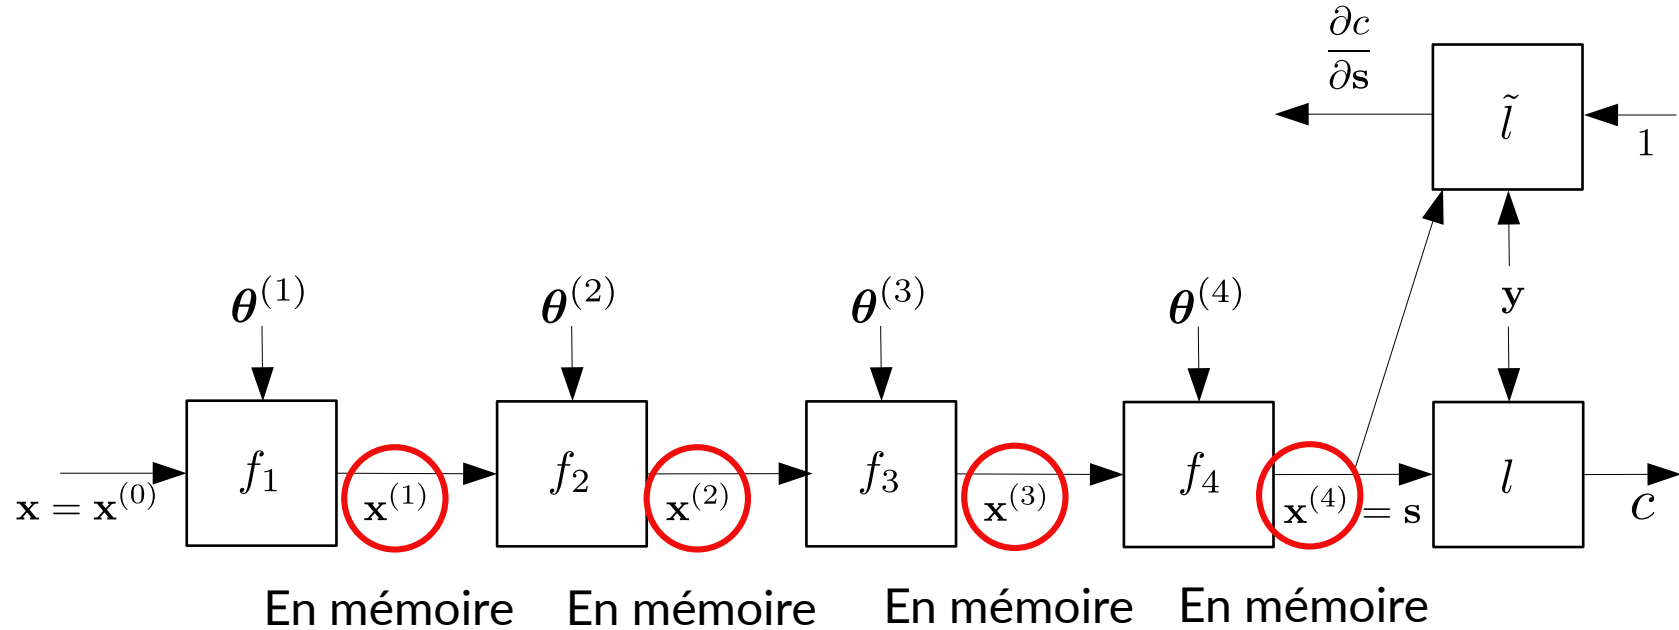 ∂c/∂s
l̃
1
θ⁽¹⁾ θ⁽²⁾ θ⁽³⁾ θ⁽⁴⁾ y
f₁ f₂ f₃ f₄ l
x = x⁽⁰⁾ x⁽¹⁾ x⁽²⁾ x⁽³⁾ x⁽⁴⁾ = s c
En mémoire En mémoire En mémoire En mémoire